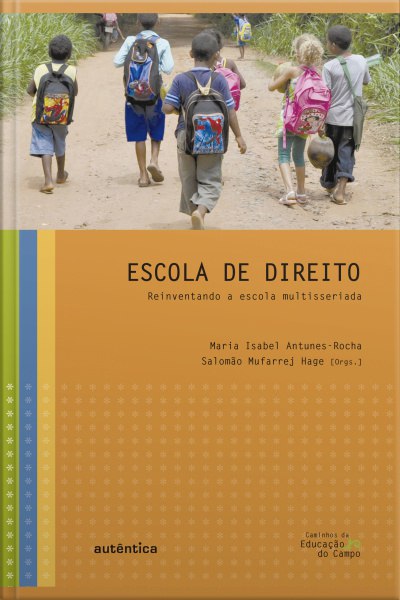 ESCOLA DE DIREITO
Reinventando a escola multisseriada
Maria Isabel Antunes-Rocha
Salomão Mufarrej Hage [Orgs.]
Caminhos da
Educação
do Campo
autêntica